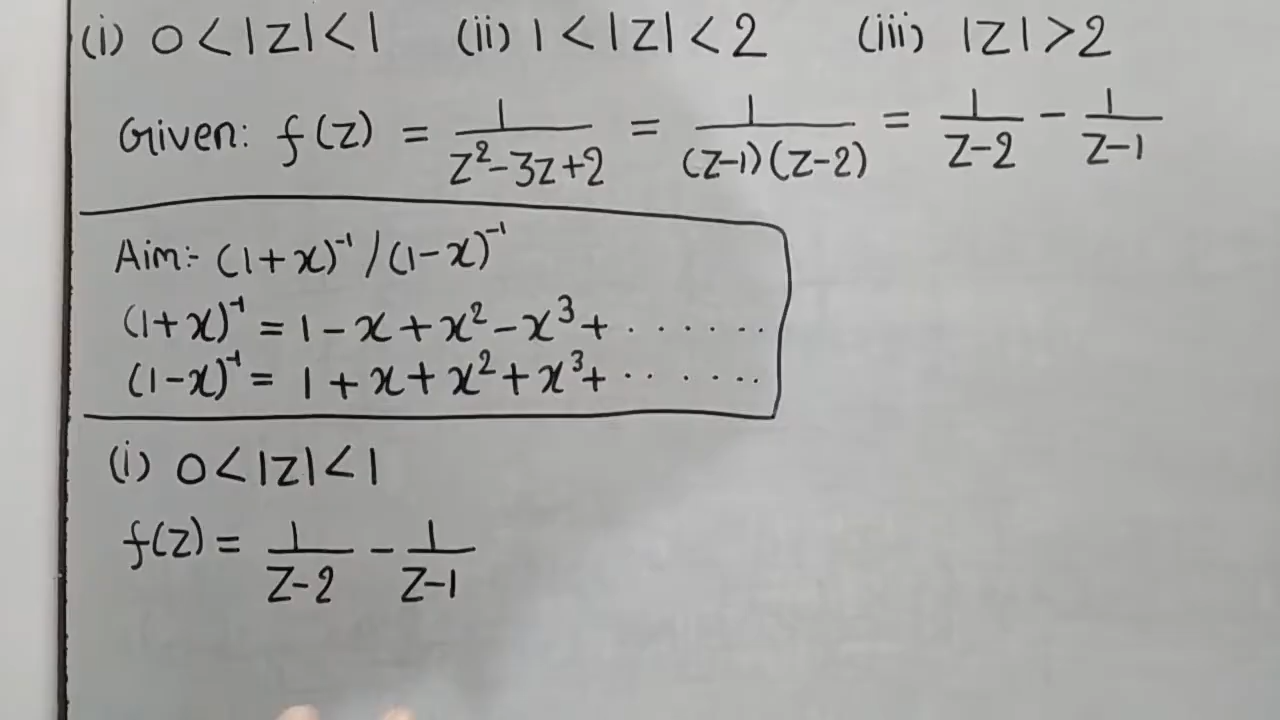 (i) 0 < |z| < 1 (ii) 1 < |z| < 2 (iii) |z| > 2
Given: f(z) = 1/(z²-3z+2) = 1/((z-1)(z-2)) = 1/(z-2) - 1/(z-1)
Aim:- (1+x)⁻¹ / (1-x)⁻¹
(1+x)⁻¹ = 1 - x + x² - x³ + ......
(1-x)⁻¹ = 1 + x + x² + x³ + ......
(i) 0 < |z| < 1
f(z) = 1/(z-2) - 1/(z-1)